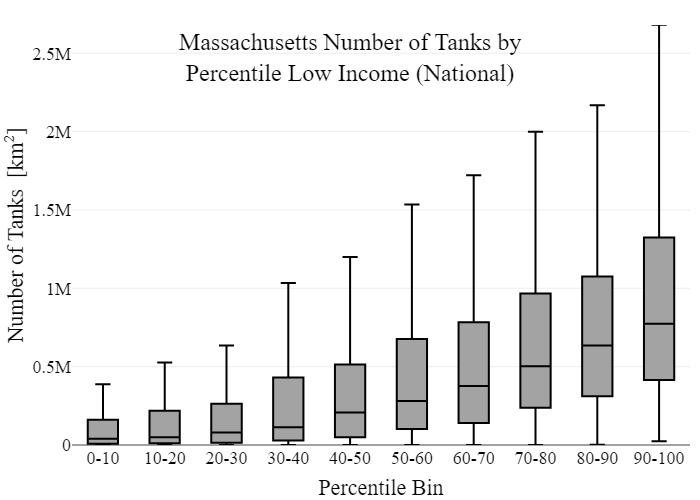 Massachusetts Number of Tanks by
Percentile Low Income (National)
Number of Tanks [km²]
2.5M
2M
1.5M
1M
0.5M
0
0-10 10-20 20-30 30-40 40-50 50-60 60-70 70-80 80-90 90-100
Percentile Bin